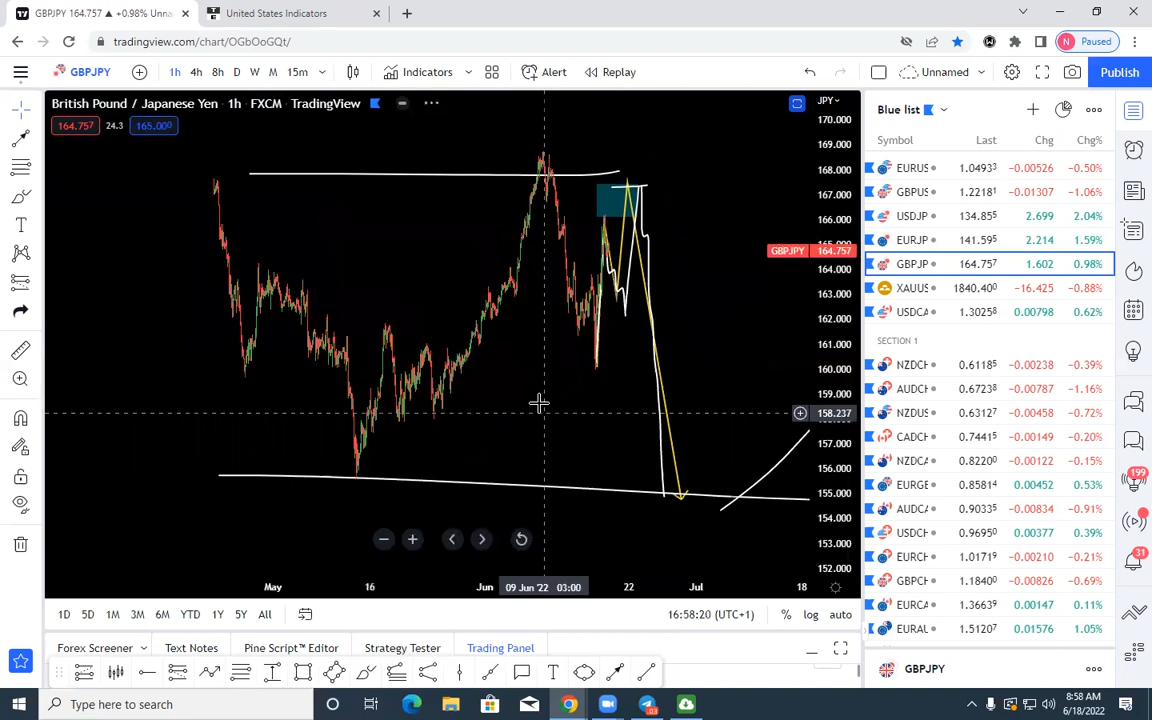 GBPJPY 164.757 ▲ +0.98% Unnam
United States Indicators
tradingview.com/chart/OGbOoGQt/
N Paused
GBPJPY 1h 4h 8h D W M 15m Indicators Alert Replay Unnamed Publish
British Pound / Japanese Yen · 1h · FXCM · TradingView
JPY
164.757 24.3 165.000
170.000
169.000
168.000
167.000
166.000
GBPJPY 164.757
164.000
163.000
162.000
161.000
160.000
159.000
158.237
157.000
156.000
155.000
154.000
153.000
152.000
May 16 Jun 09 Jun '22 03:00 22 Jul 18
1D 5D 1M 3M 6M YTD 1Y 5Y All 16:58:20 (UTC+1) % log auto
Forex Screener Text Notes Pine Script™ Editor Strategy Tester Trading Panel
Blue list
Symbol Last Chg Chg%
EURUS 1.04933 −0.00526 −0.50%
GBPUS 1.22181 −0.01307 −1.06%
USDJP 134.855 2.699 2.04%
EURJP 141.595 2.214 1.59%
GBPJP 164.757 1.602 0.98%
XAUUS 1840.400 −16.425 −0.88%
USDCA 1.30258 0.00798 0.62%
SECTION 1
NZDCH 0.61185 −0.00238 −0.39%
AUDCH 0.67238 −0.00787 −1.16%
NZDUS 0.63127 −0.00458 −0.72%
CADCH 0.74415 −0.00149 −0.20%
NZDCA 0.82200 −0.00122 −0.15%
EURGB 0.85814 0.00452 0.53%
AUDCA 0.90335 −0.00834 −0.91%
USDCH 0.96950 0.00377 0.39%
EURCH 1.01719 −0.00210 −0.21%
GBPCH 1.18400 −0.00826 −0.69%
EURCA 1.36639 0.00147 0.11%
EURAU 1.51207 0.01576 1.05%
GBPJPY
199
31
Type here to search
03
8:58 AM
6/18/2022